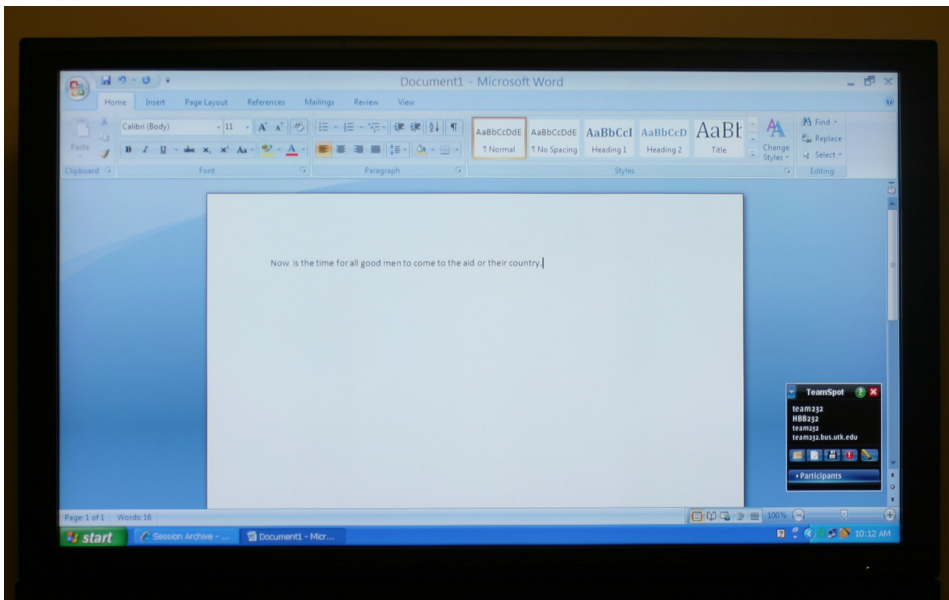 Document1 - Microsoft Word
Home Insert Page Layout References Mailings Review View
Calibri (Body) 11
AaBbCcDdE AaBbCcDdE AaBbCcI AaBbCcD AaBt
Find
Replace
Select
Paste
B I U abc x, x² Aa A
¶ Normal ¶ No Spacing Heading 1 Heading 2 Title
Change Styles
Clipboard Font Paragraph Styles Editing
Now is the time for all good men to come to the aid or their country.
TeamSpot
team232
HBB232
team232
team232.bus.utk.edu
Participants
Page: 1 of 1 Words: 16 100%
start Session Archive - ... Document1 - Micr... 10:12 AM